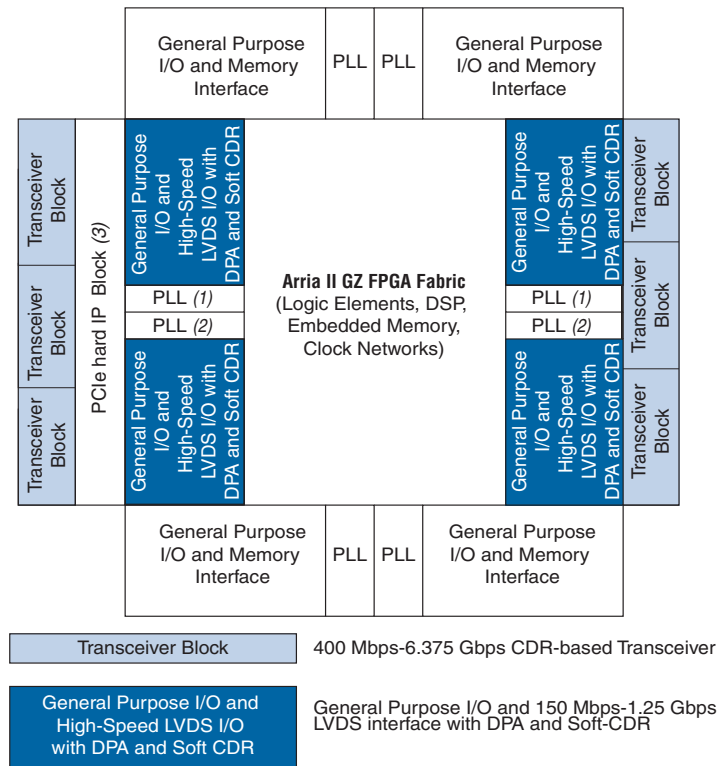 General Purpose
I/O and Memory
Interface
PLL
PLL
General Purpose
I/O and Memory
Interface
Transceiver
Block
Transceiver
Block
Transceiver
Block
PCIe hard IP Block (3)
General Purpose
I/O and
High-Speed
LVDS I/O with
DPA and Soft CDR
PLL (1)
PLL (2)
General Purpose
I/O and
High-Speed
LVDS I/O with
DPA and Soft CDR
Arria II GZ FPGA Fabric
(Logic Elements, DSP,
Embedded Memory,
Clock Networks)
General Purpose
I/O and
High-Speed
LVDS I/O with
DPA and Soft CDR
PLL (1)
PLL (2)
General Purpose
I/O and
High-Speed
LVDS I/O with
DPA and Soft CDR
Transceiver
Block
Transceiver
Block
Transceiver
Block
General Purpose
I/O and Memory
Interface
PLL
PLL
General Purpose
I/O and Memory
Interface
Transceiver Block
400 Mbps-6.375 Gbps CDR-based Transceiver
General Purpose I/O and
High-Speed LVDS I/O
with DPA and Soft CDR
General Purpose I/O and 150 Mbps-1.25 Gbps
LVDS interface with DPA and Soft-CDR